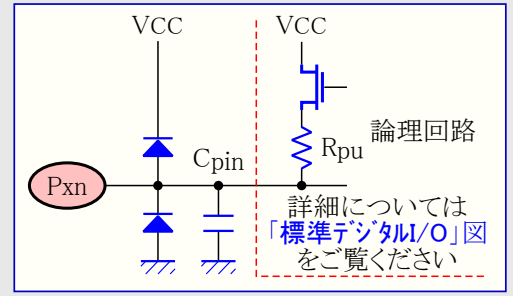 VCC
VCC
論理回路
Cpin
Rpu
Pxn
詳細については
｢標準ﾃﾞｼﾞﾀﾙI/O｣図
をご覧ください